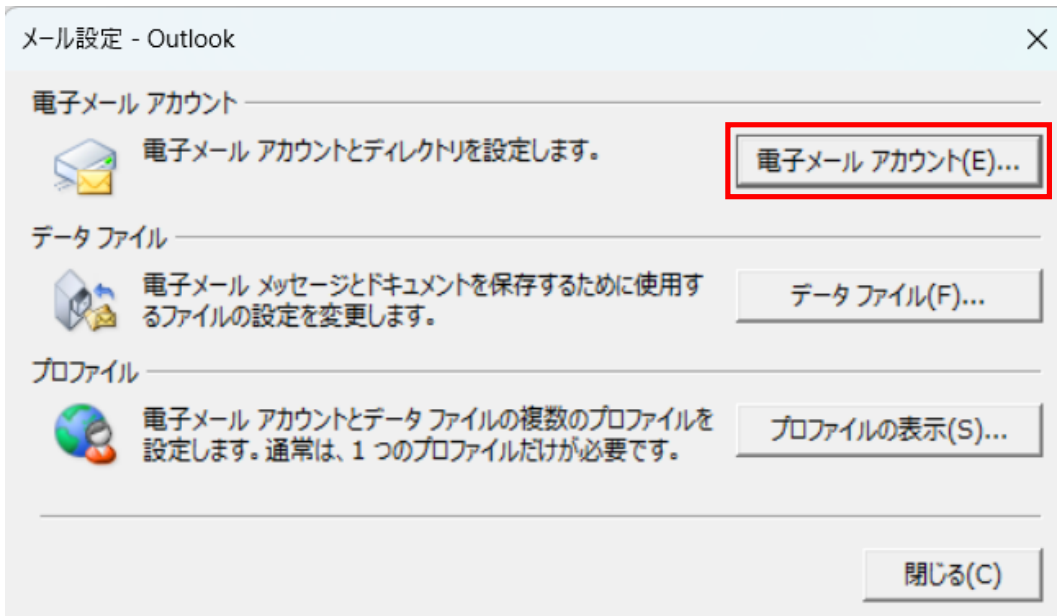 メール設定 - Outlook
電子メール アカウント
電子メール アカウントとディレクトリを設定します。
電子メール アカウント(E)...
データ ファイル
電子メール メッセージとドキュメントを保存するために使用す
るファイルの設定を変更します。
データ ファイル(F)...
プロファイル
電子メール アカウントとデータ ファイルの複数のプロファイルを
設定します。通常は、1 つのプロファイルだけが必要です。
プロファイルの表示(S)...
閉じる(C)